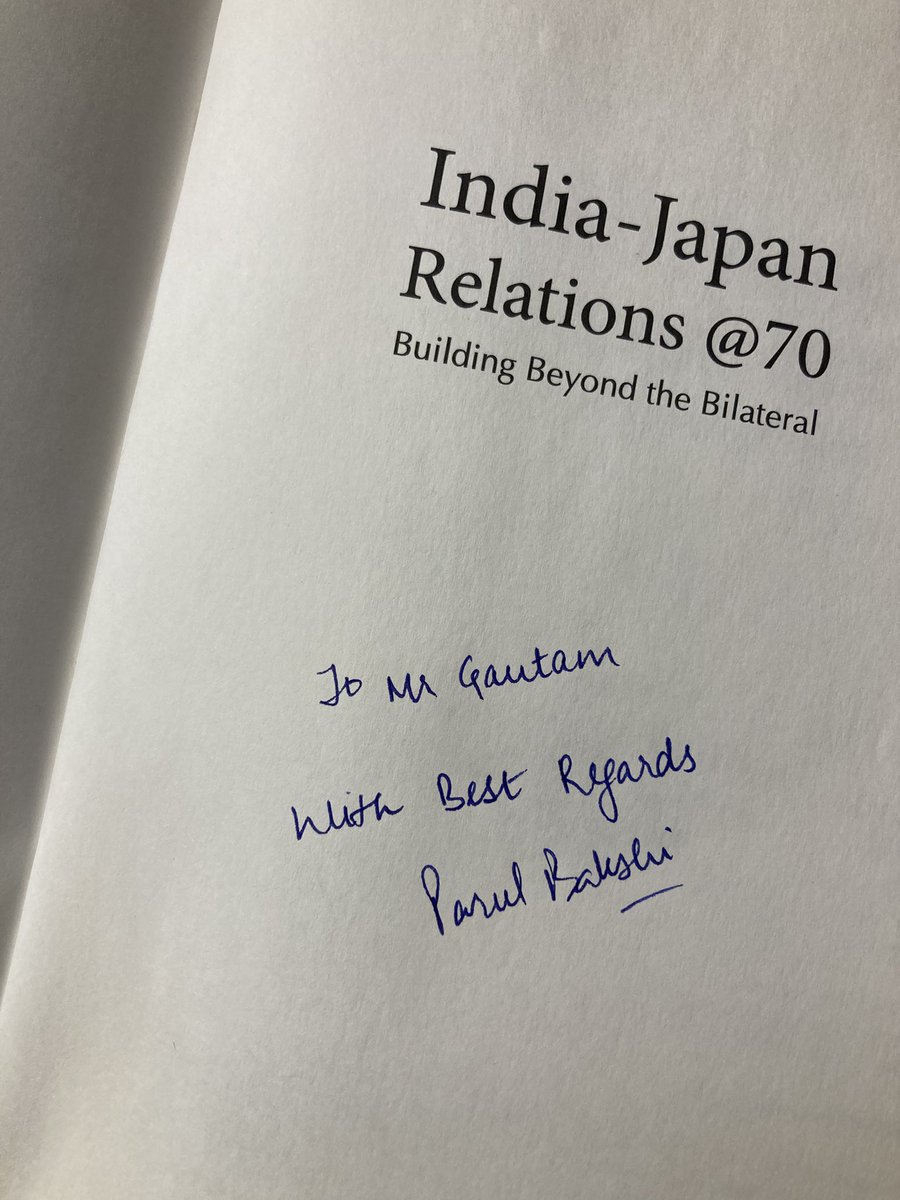 India-Japan
Relations @70
Building Beyond the Bilateral
To Mr Gautam
With Best Regards
Parul Bakshi